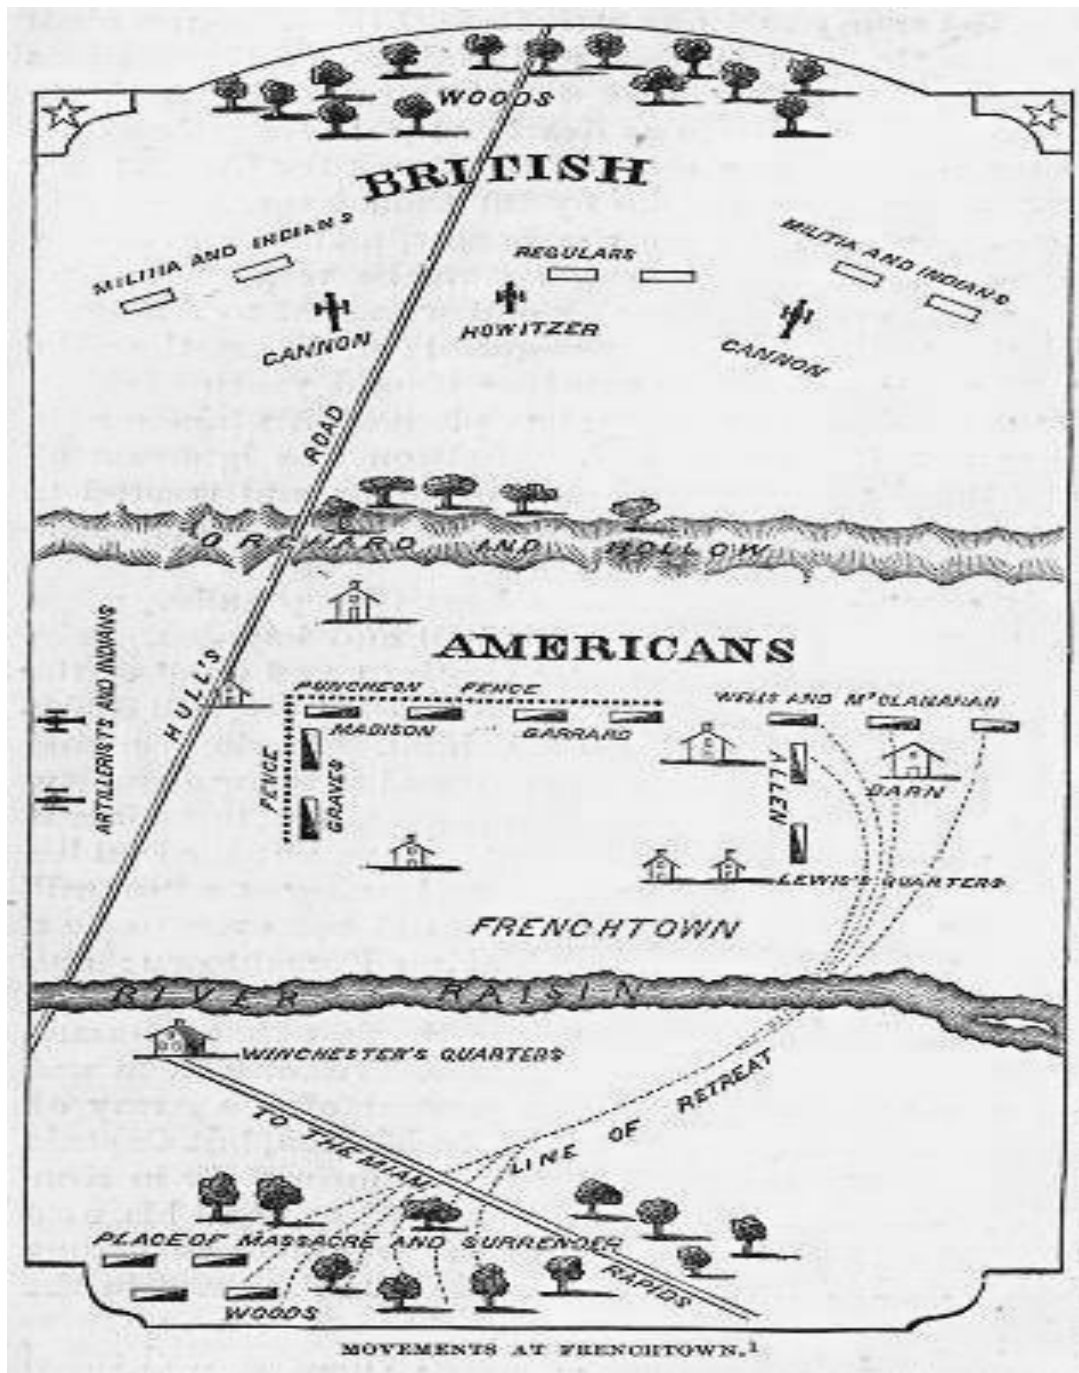 WOODS
BRITISH
MILITIA AND INDIANS
REGULARS
MILITIA AND INDIANS
CANNON
HOWITZER
CANNON
HULL'S ROAD
ORCHARD AND HOLLOW
AMERICANS
ARTILLERISTS AND INDIANS
PUNCHEON FENCE
WELLS AND McCLANAHAN
MADISON
GARRARD
FENCE
GRAVES
ALLEN
BARN
LEWIS'S QUARTERS
FRENCHTOWN
RIVER RAISIN
WINCHESTER'S QUARTERS
TO THE MIAMI RAPIDS
LINE OF RETREAT
PLACE OF MASSACRE AND SURRENDER
WOODS
MOVEMENTS AT FRENCHTOWN.1